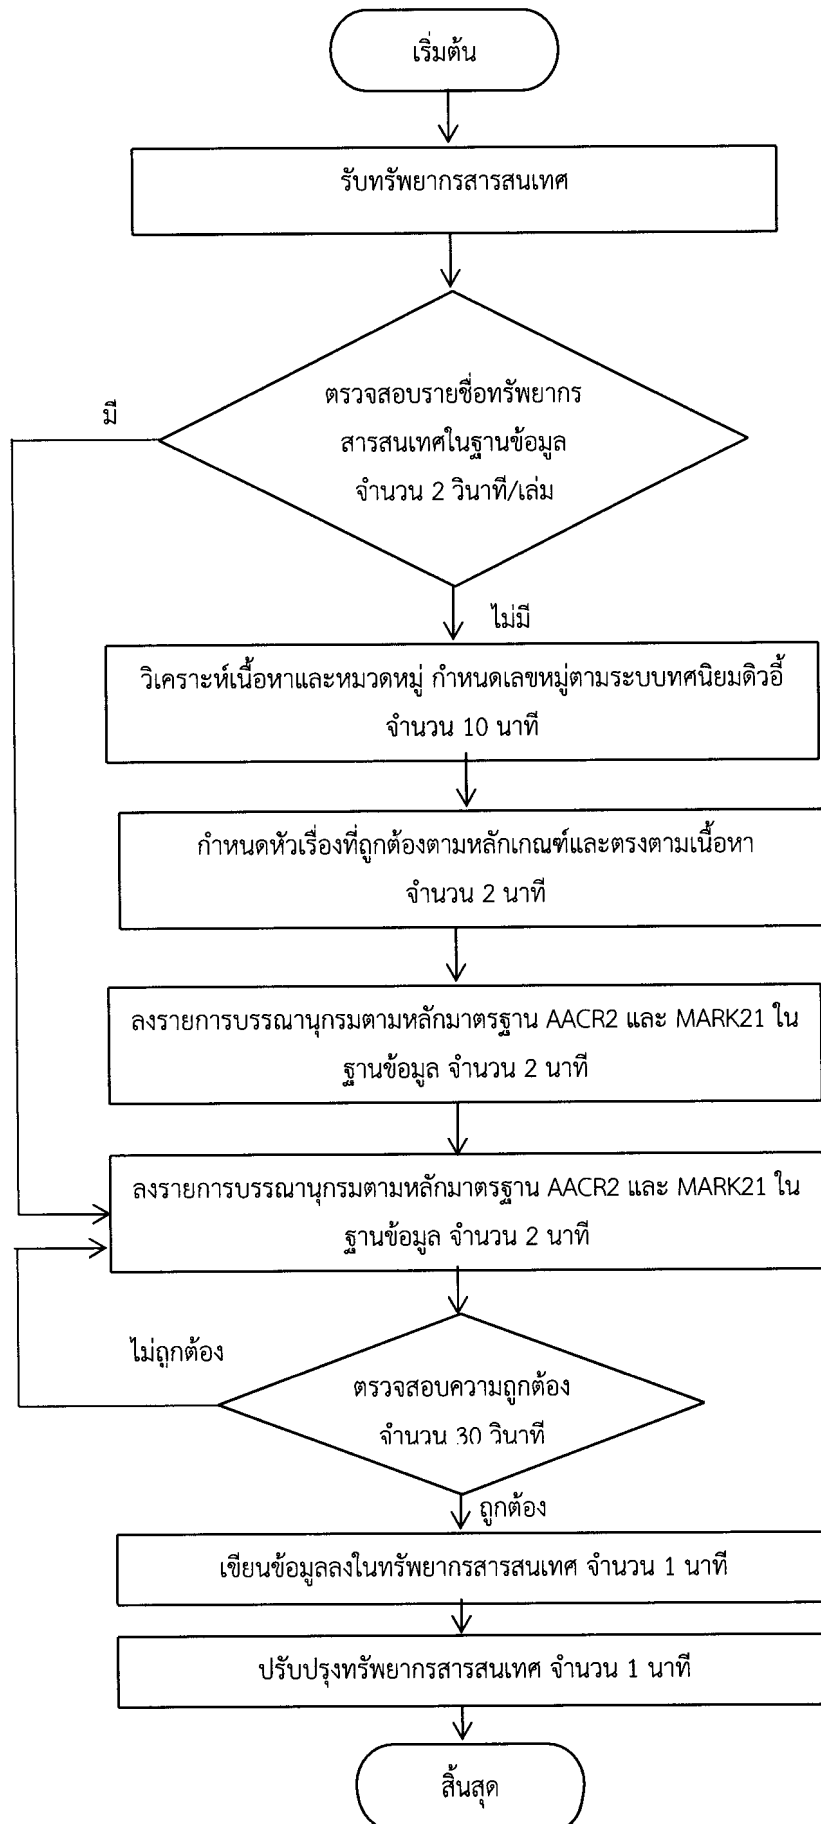 เริ่มต้น
รับทรัพยากรสารสนเทศ
ตรวจสอบรายชื่อทรัพยากร
สารสนเทศในฐานข้อมูล
จำนวน 2 วินาที/เล่ม
มี
ไม่มี
วิเคราะห์เนื้อหาและหมวดหมู่ กำหนดเลขหมู่ตามระบบทศนิยมดิวอี้
จำนวน 10 นาที
กำหนดหัวเรื่องที่ถูกต้องตามหลักเกณฑ์และตรงตามเนื้อหา
จำนวน 2 นาที
ลงรายการบรรณานุกรมตามหลักมาตรฐาน AACR2 และ MARK21 ใน
ฐานข้อมูล จำนวน 2 นาที
ลงรายการบรรณานุกรมตามหลักมาตรฐาน AACR2 และ MARK21 ใน
ฐานข้อมูล จำนวน 2 นาที
ไม่ถูกต้อง
ตรวจสอบความถูกต้อง
จำนวน 30 วินาที
ถูกต้อง
เขียนข้อมูลลงในทรัพยากรสารสนเทศ จำนวน 1 นาที
ปรับปรุงทรัพยากรสารสนเทศ จำนวน 1 นาที
สิ้นสุด